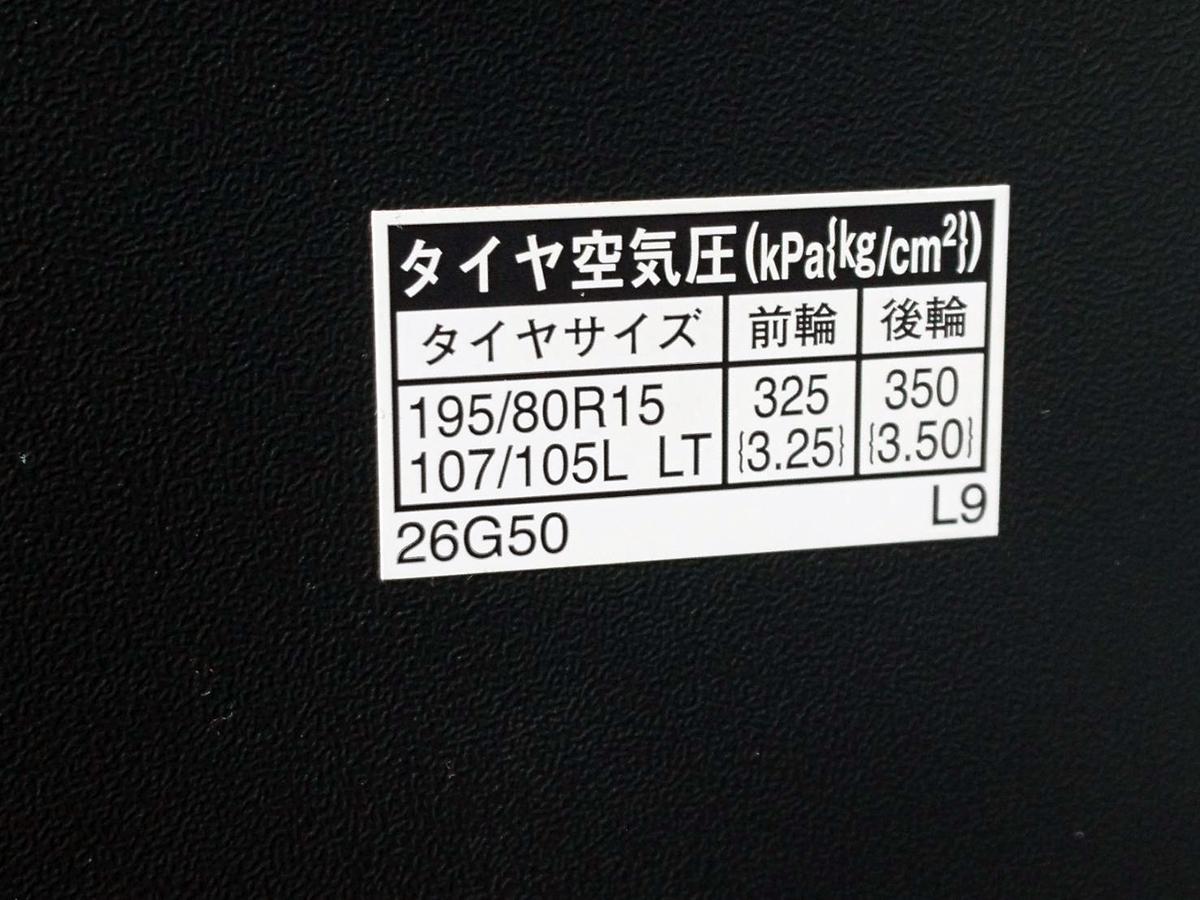 タイヤ空気圧(kPa{kg/cm²})
タイヤサイズ 前輪 後輪
195/80R15 325 350
107/105L LT {3.25} {3.50}
26G50 L9